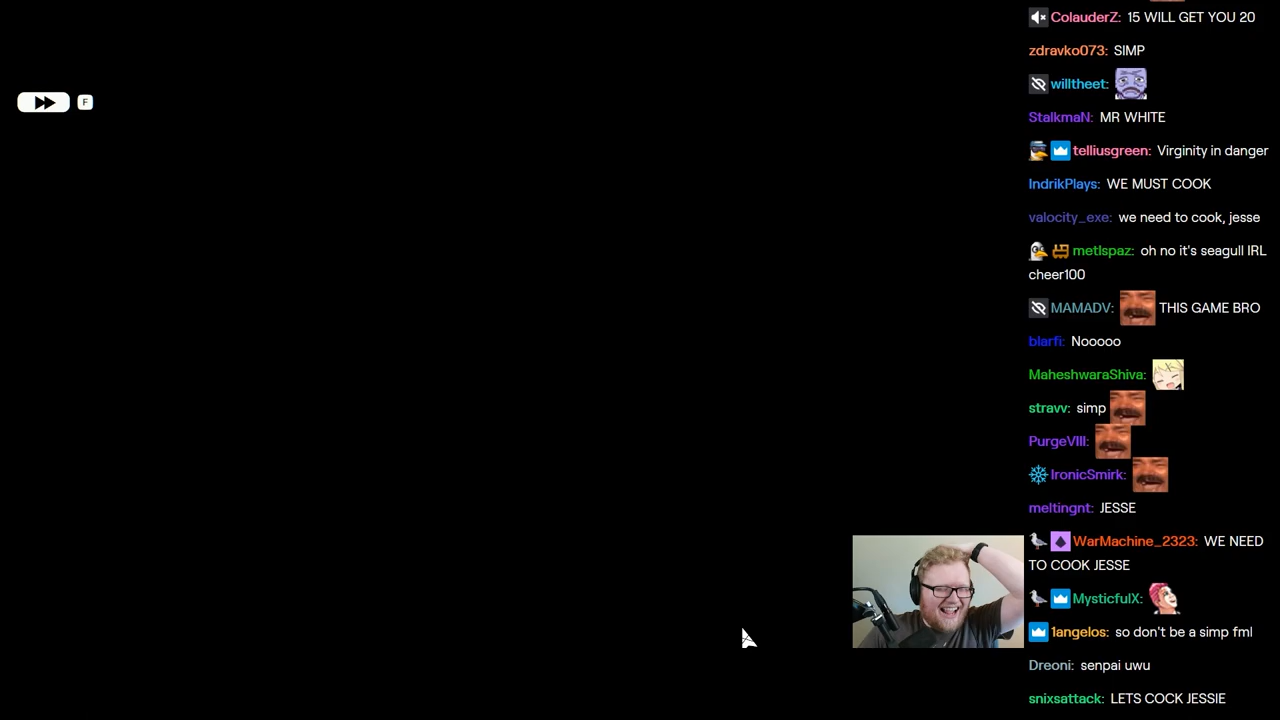 ColauderZ: 15 WILL GET YOU 20
zdravko073: SIMP
F
willtheet:
StalkmaN: MR WHITE
telliusgreen: Virginity in danger
IndrikPlays: WE MUST COOK
valocity_exe: we need to cook, jesse
metlspaz: oh no it's seagull IRL
cheer100
MAMADV: THIS GAME BRO
blarfi: Nooooo
MaheshwaraShiva:
stravv: simp
PurgeVIII:
IronicSmirk:
meltingnt: JESSE
WarMachine_2323: WE NEED
TO COOK JESSE
MysticfulX:
1angelos: so don't be a simp fml
Dreoni: senpai uwu
snixsattack: LETS COCK JESSIE